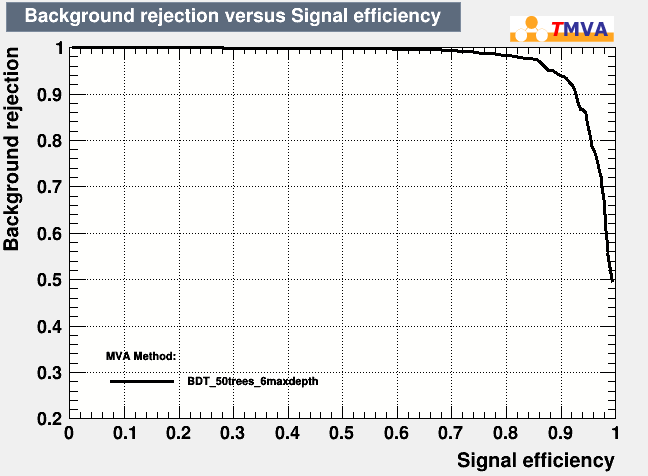 Background rejection versus Signal efficiency
TMVA
Background rejection
1
0.9
0.8
0.7
0.6
0.5
0.4
0.3
0.2
MVA Method:
BDT_50trees_6maxdepth
0 0.1 0.2 0.3 0.4 0.5 0.6 0.7 0.8 0.9 1
Signal efficiency